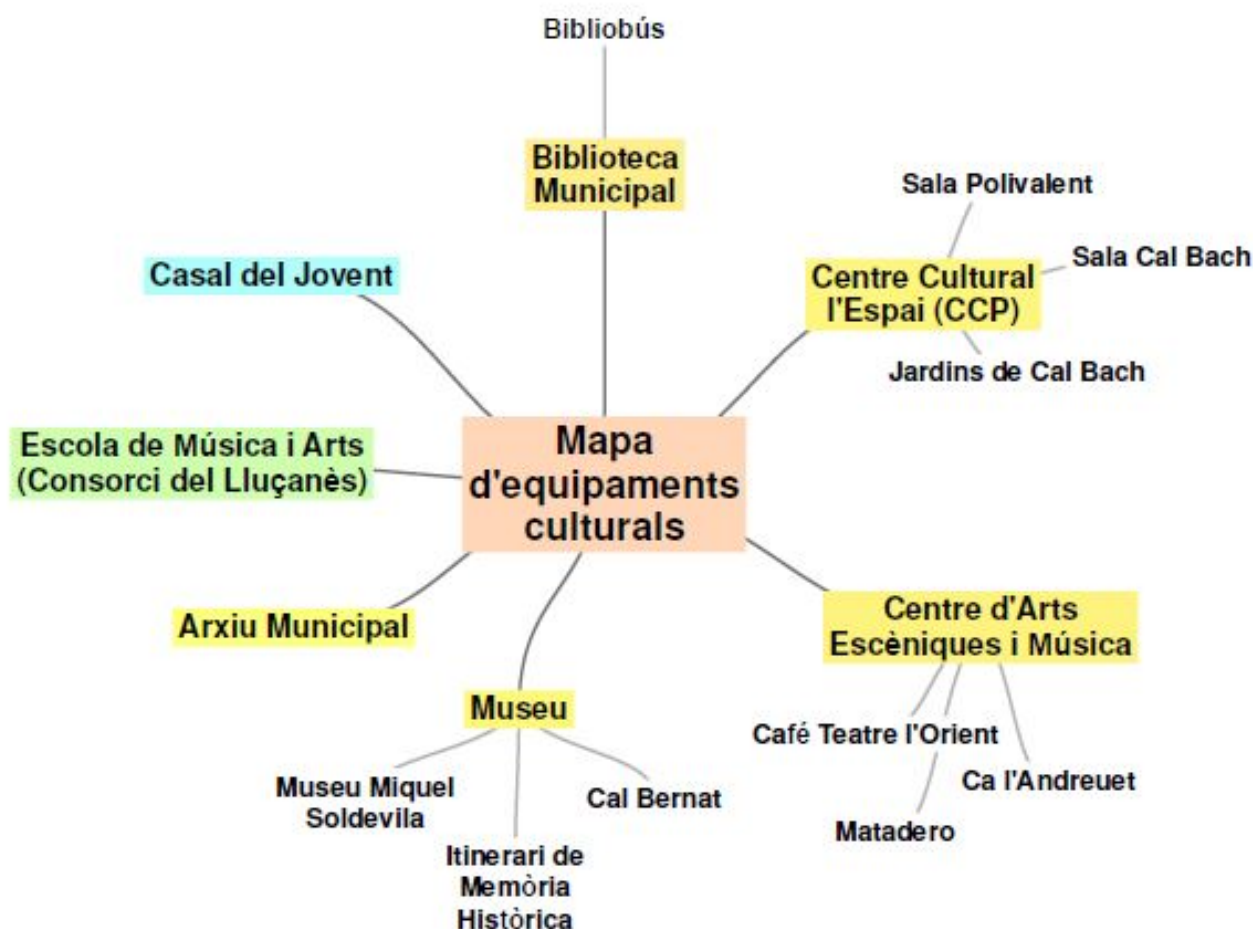 Bibliobús
Biblioteca
Municipal
Sala Polivalent
Sala Cal Bach
Centre Cultural
l'Espai (CCP)
Jardins de Cal Bach
Casal del Jovent
Escola de Música i Arts
(Consorci del Lluçanès)
Mapa
d'equipaments
culturals
Arxiu Municipal
Centre d'Arts
Escèniques i Música
Café Teatre l'Orient
Ca l'Andreuet
Matadero
Museu
Museu Miquel
Soldevila
Cal Bernat
Itinerari de
Memòria
Històrica